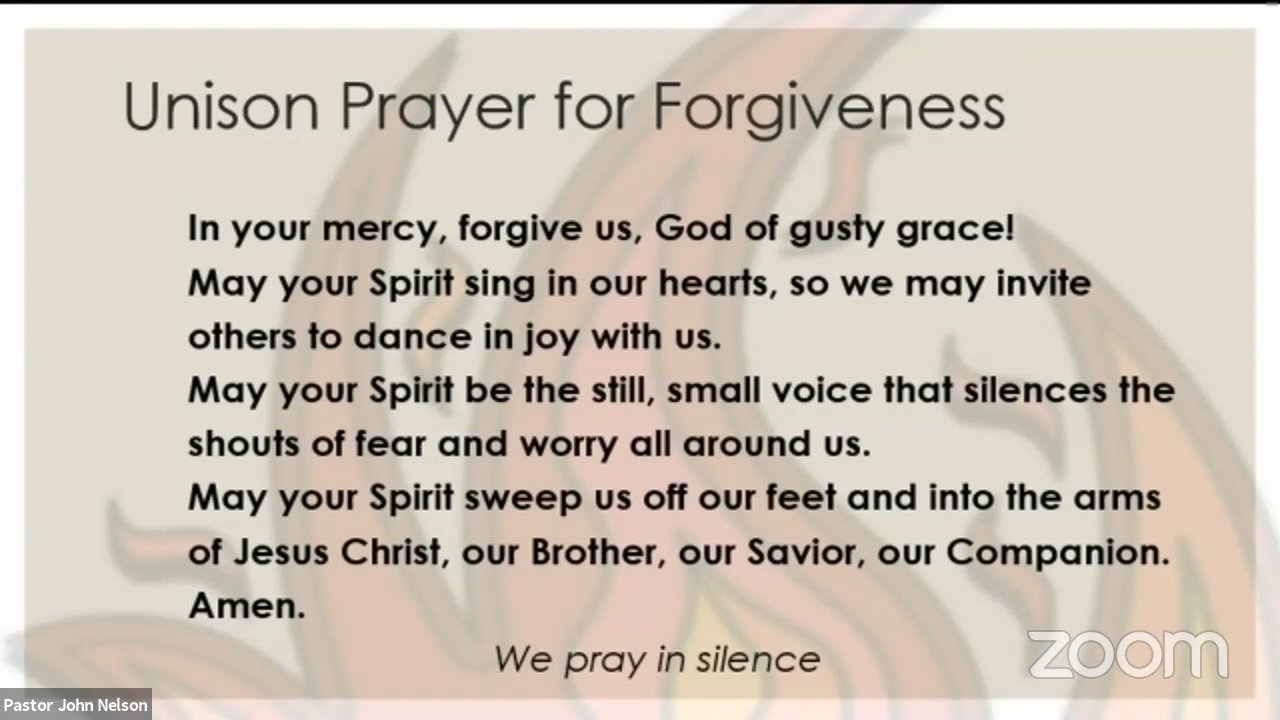 Unison Prayer for Forgiveness
In your mercy, forgive us, God of gusty grace!
May your Spirit sing in our hearts, so we may invite
others to dance in joy with us.
May your Spirit be the still, small voice that silences the
shouts of fear and worry all around us.
May your Spirit sweep us off our feet and into the arms
of Jesus Christ, our Brother, our Savior, our Companion.
Amen.
We pray in silence
zoom
Pastor John Nelson